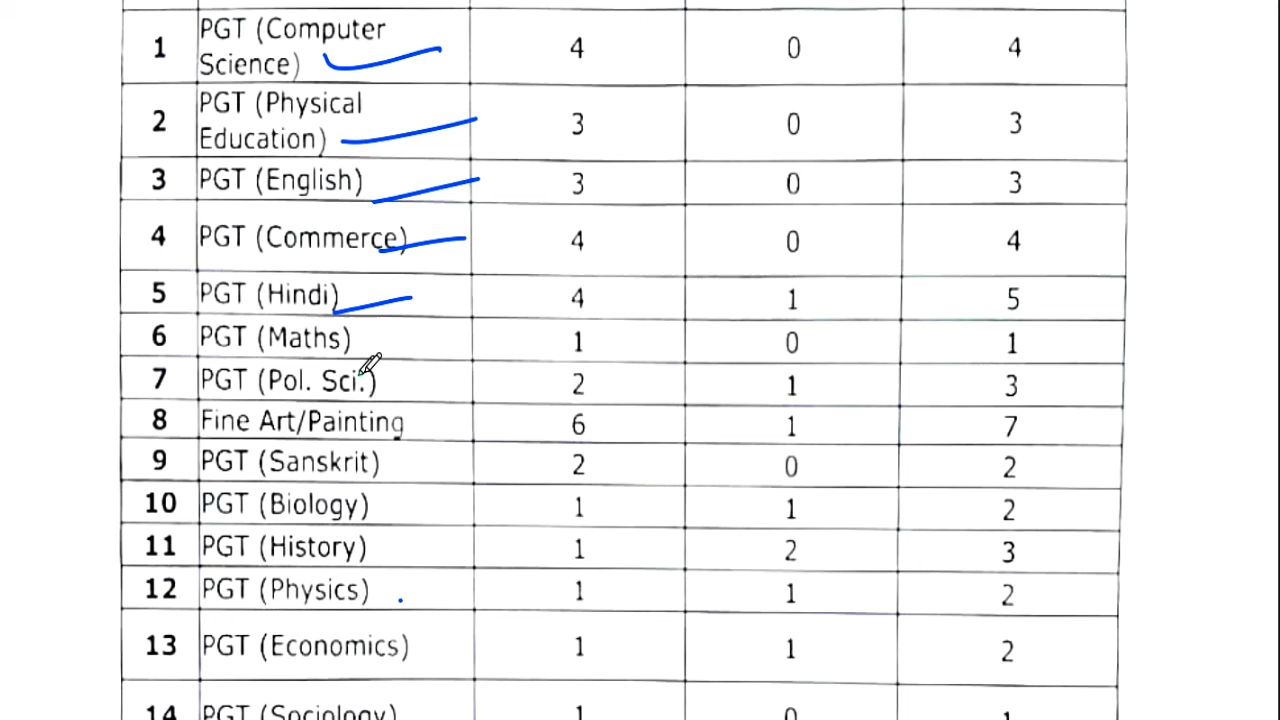 1 PGT (Computer Science) 4 0 4
2 PGT (Physical Education) 3 0 3
3 PGT (English) 3 0 3
4 PGT (Commerce) 4 0 4
5 PGT (Hindi) 4 1 5
6 PGT (Maths) 1 0 1
7 PGT (Pol. Sci.) 2 1 3
8 Fine Art/Painting 6 1 7
9 PGT (Sanskrit) 2 0 2
10 PGT (Biology) 1 1 2
11 PGT (History) 1 2 3
12 PGT (Physics) 1 1 2
13 PGT (Economics) 1 1 2
14 PGT (Sociology) 1 0 1